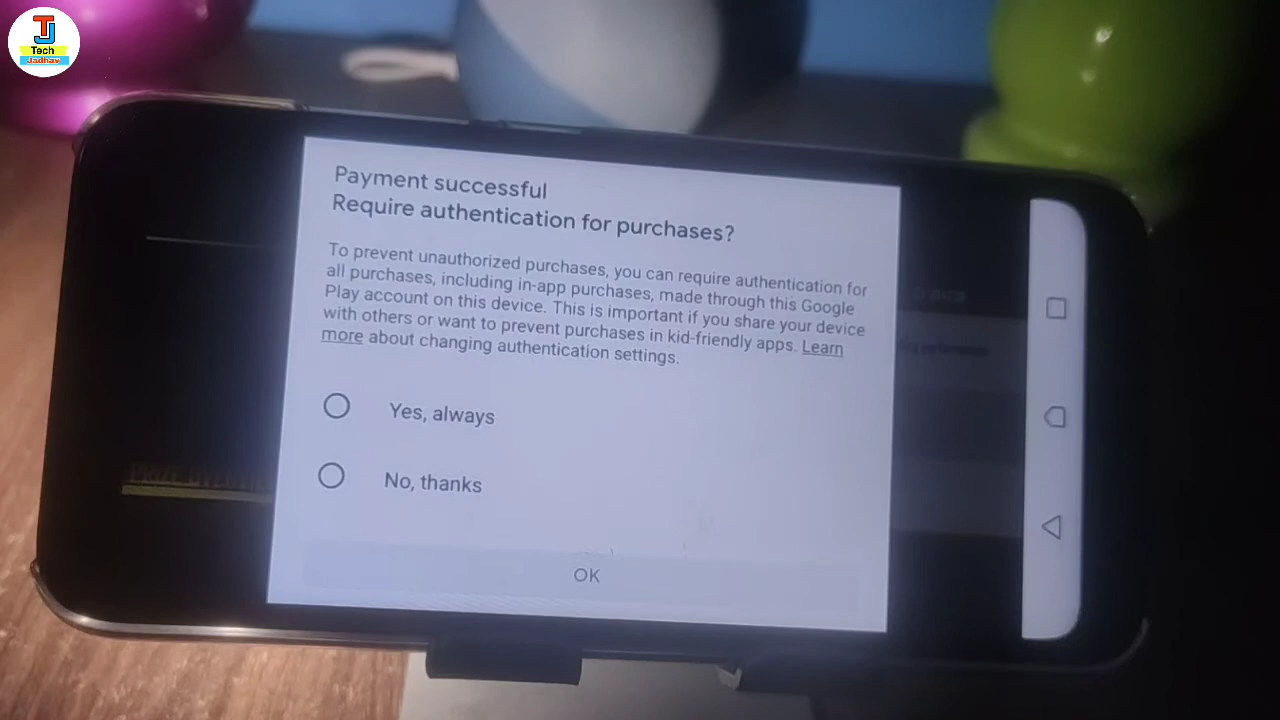 TJ
Tech
Jadhav
Payment successful
Require authentication for purchases?
To prevent unauthorized purchases, you can require authentication for
all purchases, including in-app purchases, made through this Google
Play account on this device. This is important if you share your device
with others or want to prevent purchases in kid-friendly apps. Learn
more about changing authentication settings.
Yes, always
No, thanks
OK